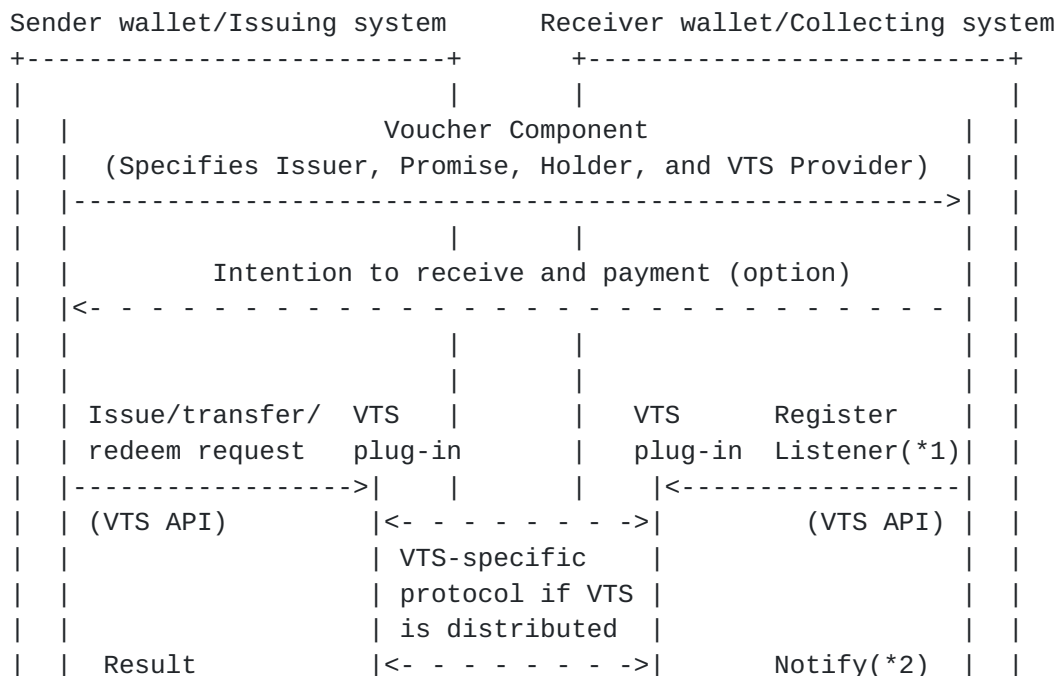 Sender wallet/Issuing system      Receiver wallet/Collecting system
+---------------------------+       +---------------------------+
|                           |       |                           |
|  |                    Voucher Component                    |  |
|  |  (Specifies Issuer, Promise, Holder, and VTS Provider)  |  |
|  |-------------------------------------------------------->|  |
|  |                        |       |                        |  |
|  |         Intention to receive and payment (option)       |  |
|  |<- - - - - - - - - - - - - - - - - - - - - - - - - - - - |  |
|  |                        |       |                        |  |
|  |                        |       |                        |  |
|  | Issue/transfer/  VTS   |       |   VTS      Register    |  |
|  | redeem request   plug-in       |   plug-in  Listener(*1)|  |
|  |------------------>|    |       |    |<------------------|  |
|  | (VTS API)         |<- - - - - - - ->|         (VTS API) |  |
|  |                   | VTS-specific    |                   |  |
|  |                   | protocol if VTS |                   |  |
|  |                   | is distributed  |                   |  |
|  |  Result           |<- - - - - - - ->|       Notify(*2)  |  |